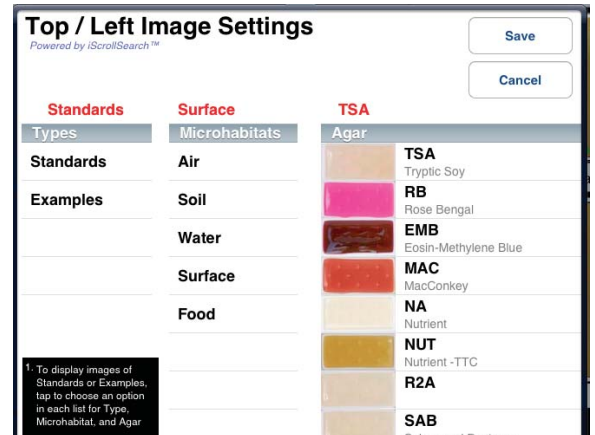 Top / Left Image Settings
Powered by iScrollSearch™
Save
Cancel
Standards
Surface
TSA
Types
Microhabitats
Agar
Standards
Examples
Air
Soil
Water
Surface
Food
TSA
Tryptic Soy
RB
Rose Bengal
EMB
Eosin-Methylene Blue
MAC
MacConkey
NA
Nutrient
NUT
Nutrient -TTC
R2A
SAB
1. To display images of
Standards or Examples,
tap to choose an option
in each list for Type,
Microhabitat, and Agar